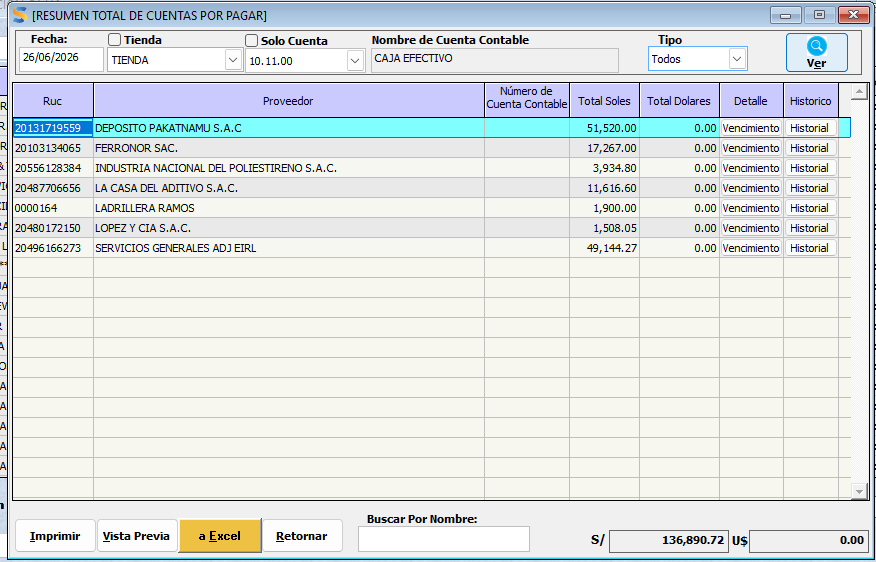 [RESUMEN TOTAL DE CUENTAS POR PAGAR]
Fecha: Tienda Solo Cuenta Nombre de Cuenta Contable Tipo
26/06/2026 TIENDA 10.11.00 CAJA EFECTIVO Todos Ver
Ruc Proveedor Número de Cuenta Contable Total Soles Total Dolares Detalle Historico
20131719559 DEPOSITO PAKATNAMU S.A.C 51,520.00 0.00 Vencimiento Historial
20103134065 FERRONOR SAC. 17,267.00 0.00 Vencimiento Historial
20556128384 INDUSTRIA NACIONAL DEL POLIESTIRENO S.A.C. 3,934.80 0.00 Vencimiento Historial
20487706656 LA CASA DEL ADITIVO S.A.C. 11,616.60 0.00 Vencimiento Historial
0000164 LADRILLERA RAMOS 1,900.00 0.00 Vencimiento Historial
20480172150 LOPEZ Y CIA S.A.C. 1,508.05 0.00 Vencimiento Historial
20496166273 SERVICIOS GENERALES ADJ EIRL 49,144.27 0.00 Vencimiento Historial
Buscar Por Nombre:
Imprimir Vista Previa a Excel Retornar S/ 136,890.72 U$ 0.00